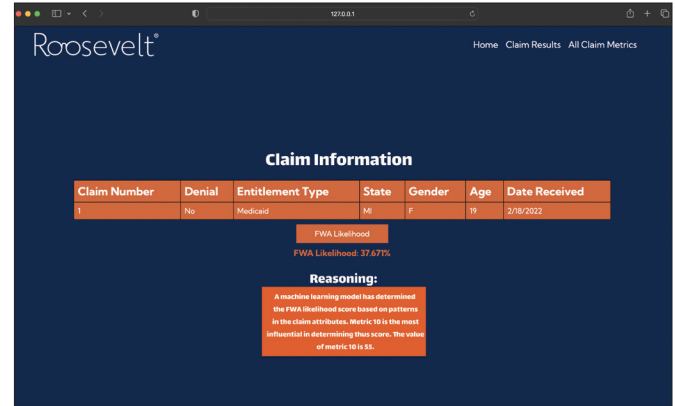 127.0.0.1
Roosevelt®
Home Claim Results All Claim Metrics
Claim Information
Claim Number Denial Entitlement Type State Gender Age Date Received
1 No Medicaid MI F 19 2/18/2022
FWA Likelihood
FWA Likelihood: 37.671%
Reasoning:
A machine learning model has determined
the FWA likelihood score based on patterns
in the claim attributes. Metric 10 is the most
influential in determining thus score. The value
of metric 10 is 55.